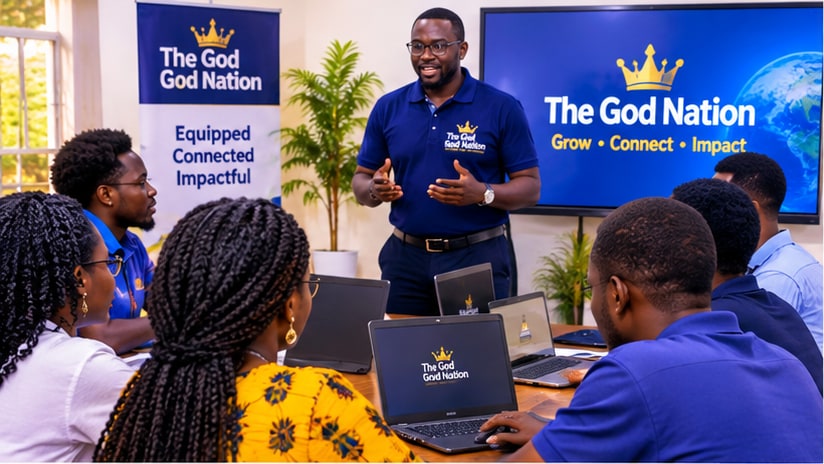 The God
God Nation
Equipped
Connected
Impactful
The God
God Nation
The God Nation
Grow • Connect • Impact
The God
God Nation